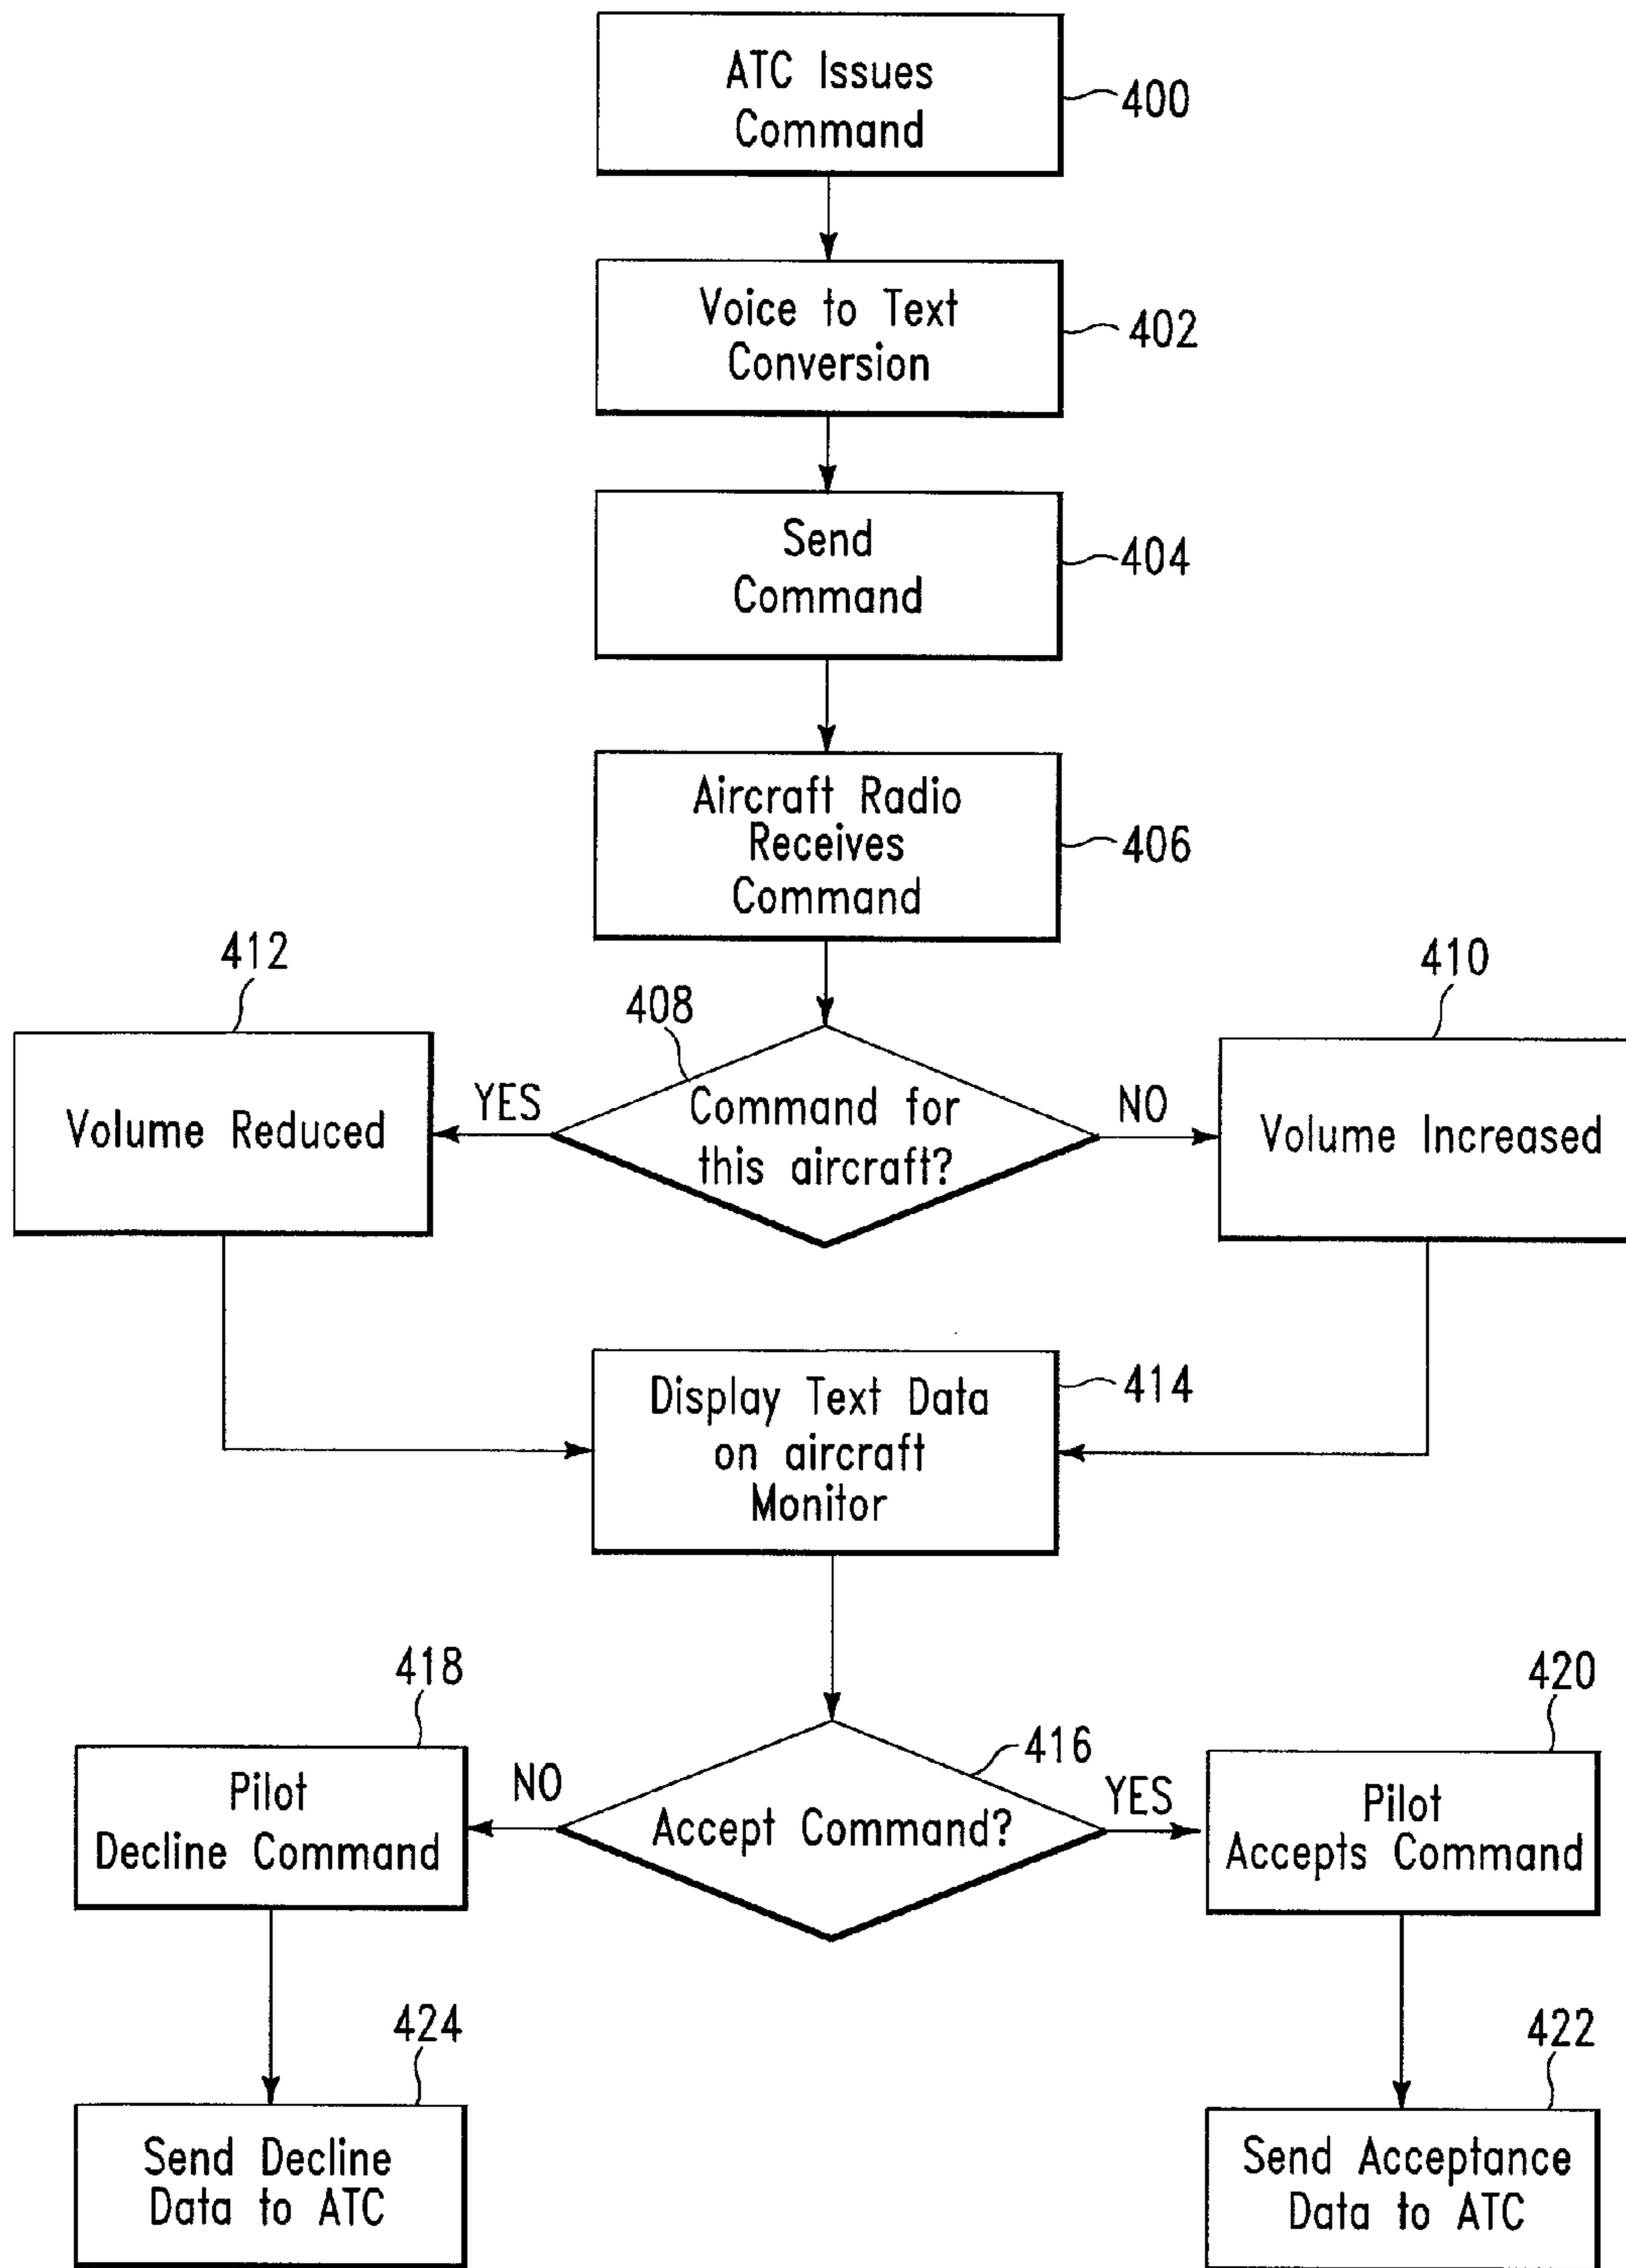 ATC Issues
Command
400
Voice to Text
Conversion
402
Send
Command
404
Aircraft Radio
Receives
Command
406
412
408
410
Volume Reduced
YES
Command for
this aircraft?
NO
Volume Increased
Display Text Data
on aircraft
Monitor
414
418
416
420
Pilot
Decline Command
NO
Accept Command?
YES
Pilot
Accepts Command
424
422
Send Decline
Data to ATC
Send Acceptance
Data to ATC